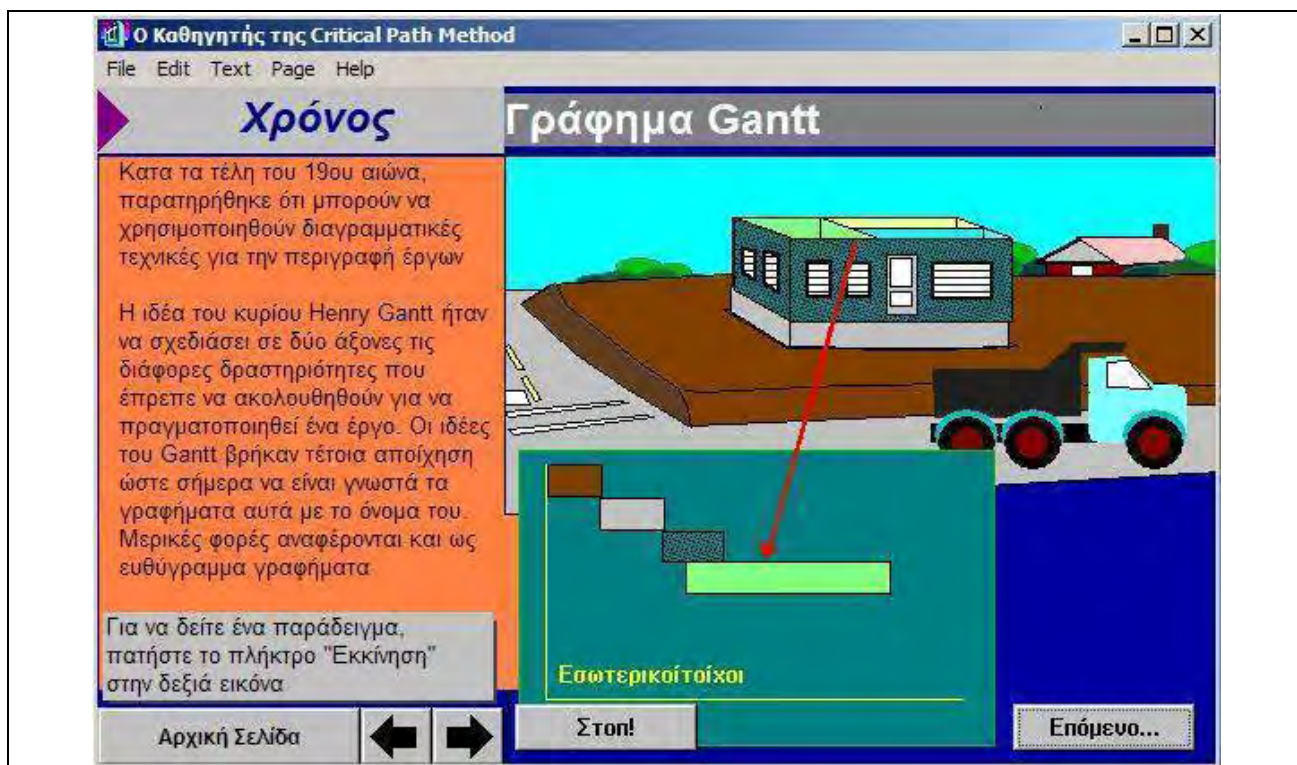 Ο Καθηγητής της Critical Path Method
File Edit Text Page Help
Χρόνος
Γράφημα Gantt
Κατα τα τέλη του 19ου αιώνα,
παρατηρήθηκε ότι μπορούν να
χρησιμοποιηθούν διαγραμματικές
τεχνικές για την περιγραφή έργων
Η ιδέα του κυρίου Henry Gantt ήταν
να σχεδιάσει σε δύο άξονες τις
διάφορες δραστηριότητες που
έπρεπε να ακολουθηθούν για να
πραγματοποιηθεί ένα έργο. Οι ιδέες
του Gantt βρήκαν τέτοια αποίχηση
ώστε σήμερα να είναι γνωστά τα
γραφήματα αυτά με το όνομα του.
Μερικές φορές αναφέρονται και ως
ευθύγραμμα γραφήματα
Για να δείτε ένα παράδειγμα,
πατήστε το πλήκτρο "Εκκίνηση"
στην δεξιά εικόνα
Εσωτερικοίτοίχοι
Αρχική Σελίδα
Στοπ!
Επόμενο...